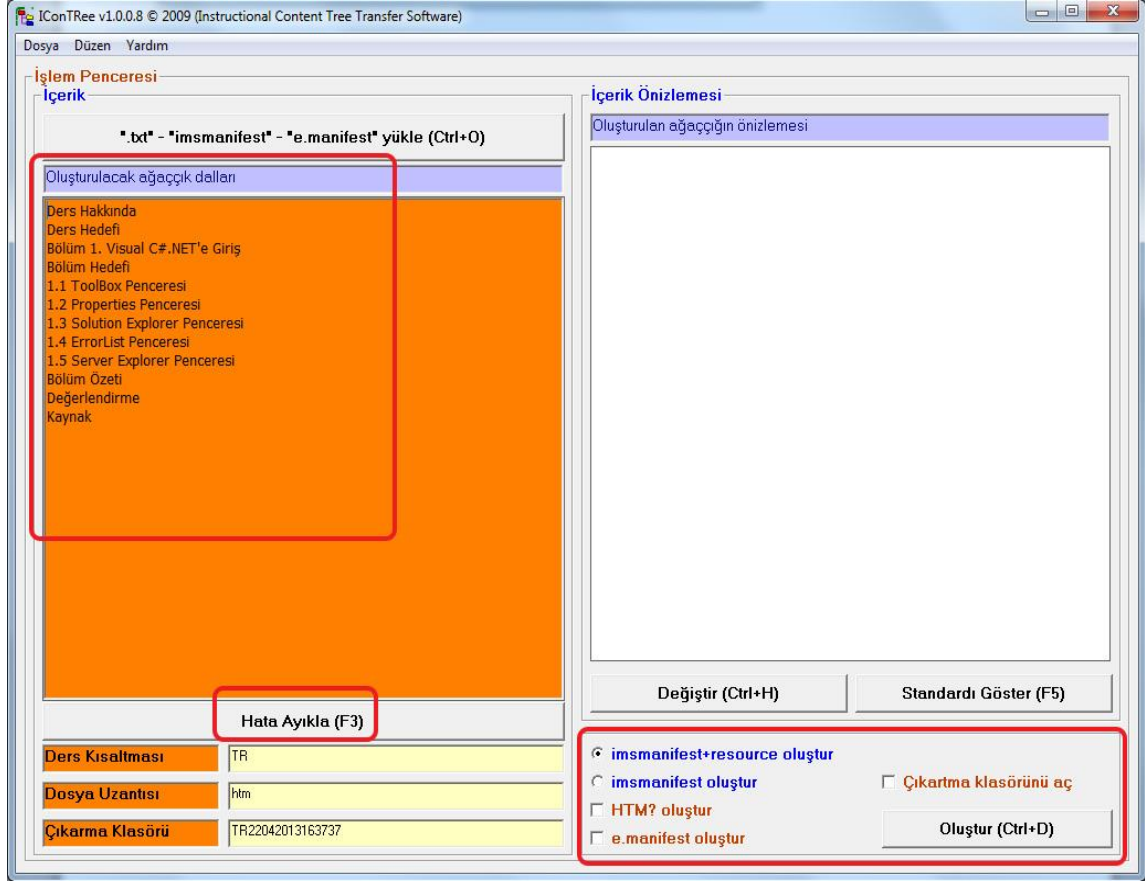 IConTRee v1.0.0.8 © 2009 (Instructional Content Tree Transfer Software)
Dosya Düzen Yardım
İşlem Penceresi
İçerik
".txt" - "imsmanifest" - "e.manifest" yükle (Ctrl+O)
Oluşturulacak ağaççık dalları
Ders Hakkında
Ders Hedefi
Bölüm 1. Visual C#.NET'e Giriş
Bölüm Hedefi
1.1 ToolBox Penceresi
1.2 Properties Penceresi
1.3 Solution Explorer Penceresi
1.4 ErrorList Penceresi
1.5 Server Explorer Penceresi
Bölüm Özeti
Değerlendirme
Kaynak
Hata Ayıkla (F3)
Ders Kısaltması TR
Dosya Uzantısı htm
Çıkarma Klasörü TR22042013163737
İçerik Önizlemesi
Oluşturulan ağaççığın önizlemesi
Değiştir (Ctrl+H) Standardı Göster (F5)
imsmanifest+resource oluştur
imsmanifest oluştur Çıkartma klasörünü aç
HTM? oluştur
e.manifest oluştur Oluştur (Ctrl+D)